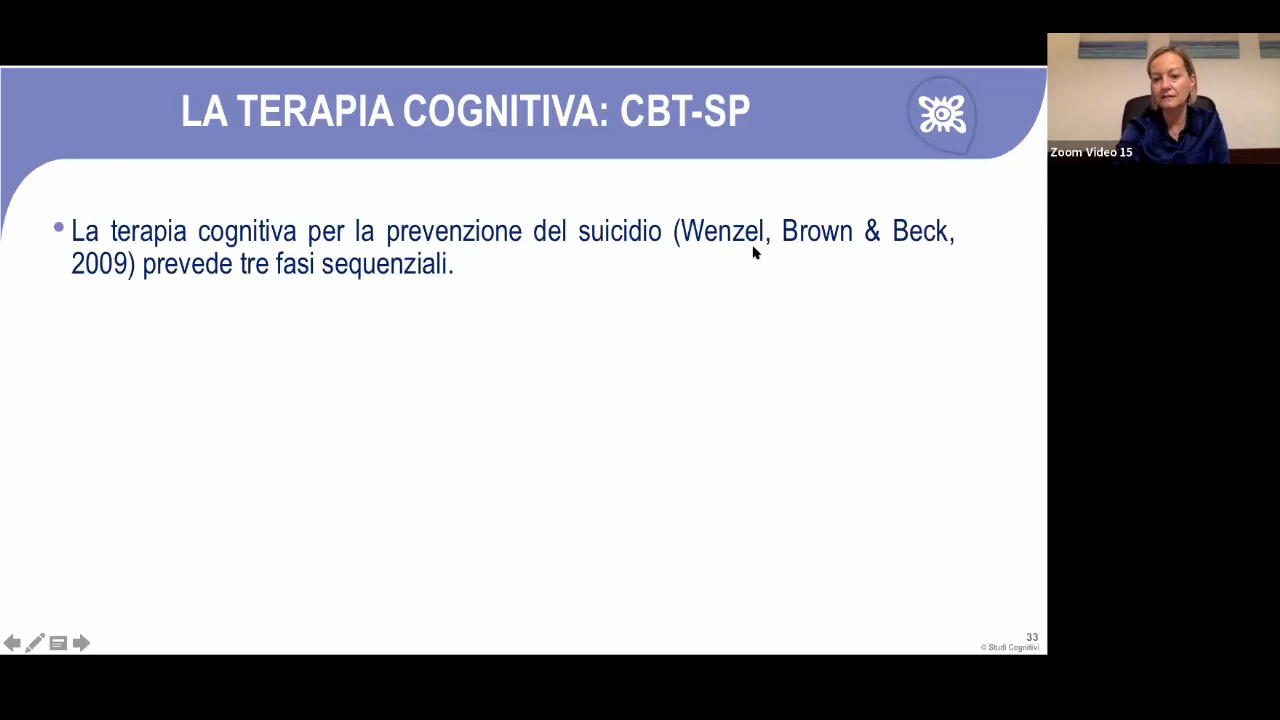 LA TERAPIA COGNITIVA: CBT-SP
• La terapia cognitiva per la prevenzione del suicidio (Wenzel, Brown & Beck,
2009) prevede tre fasi sequenziali.
Zoom Video 15
33
© Studi Cognitivi